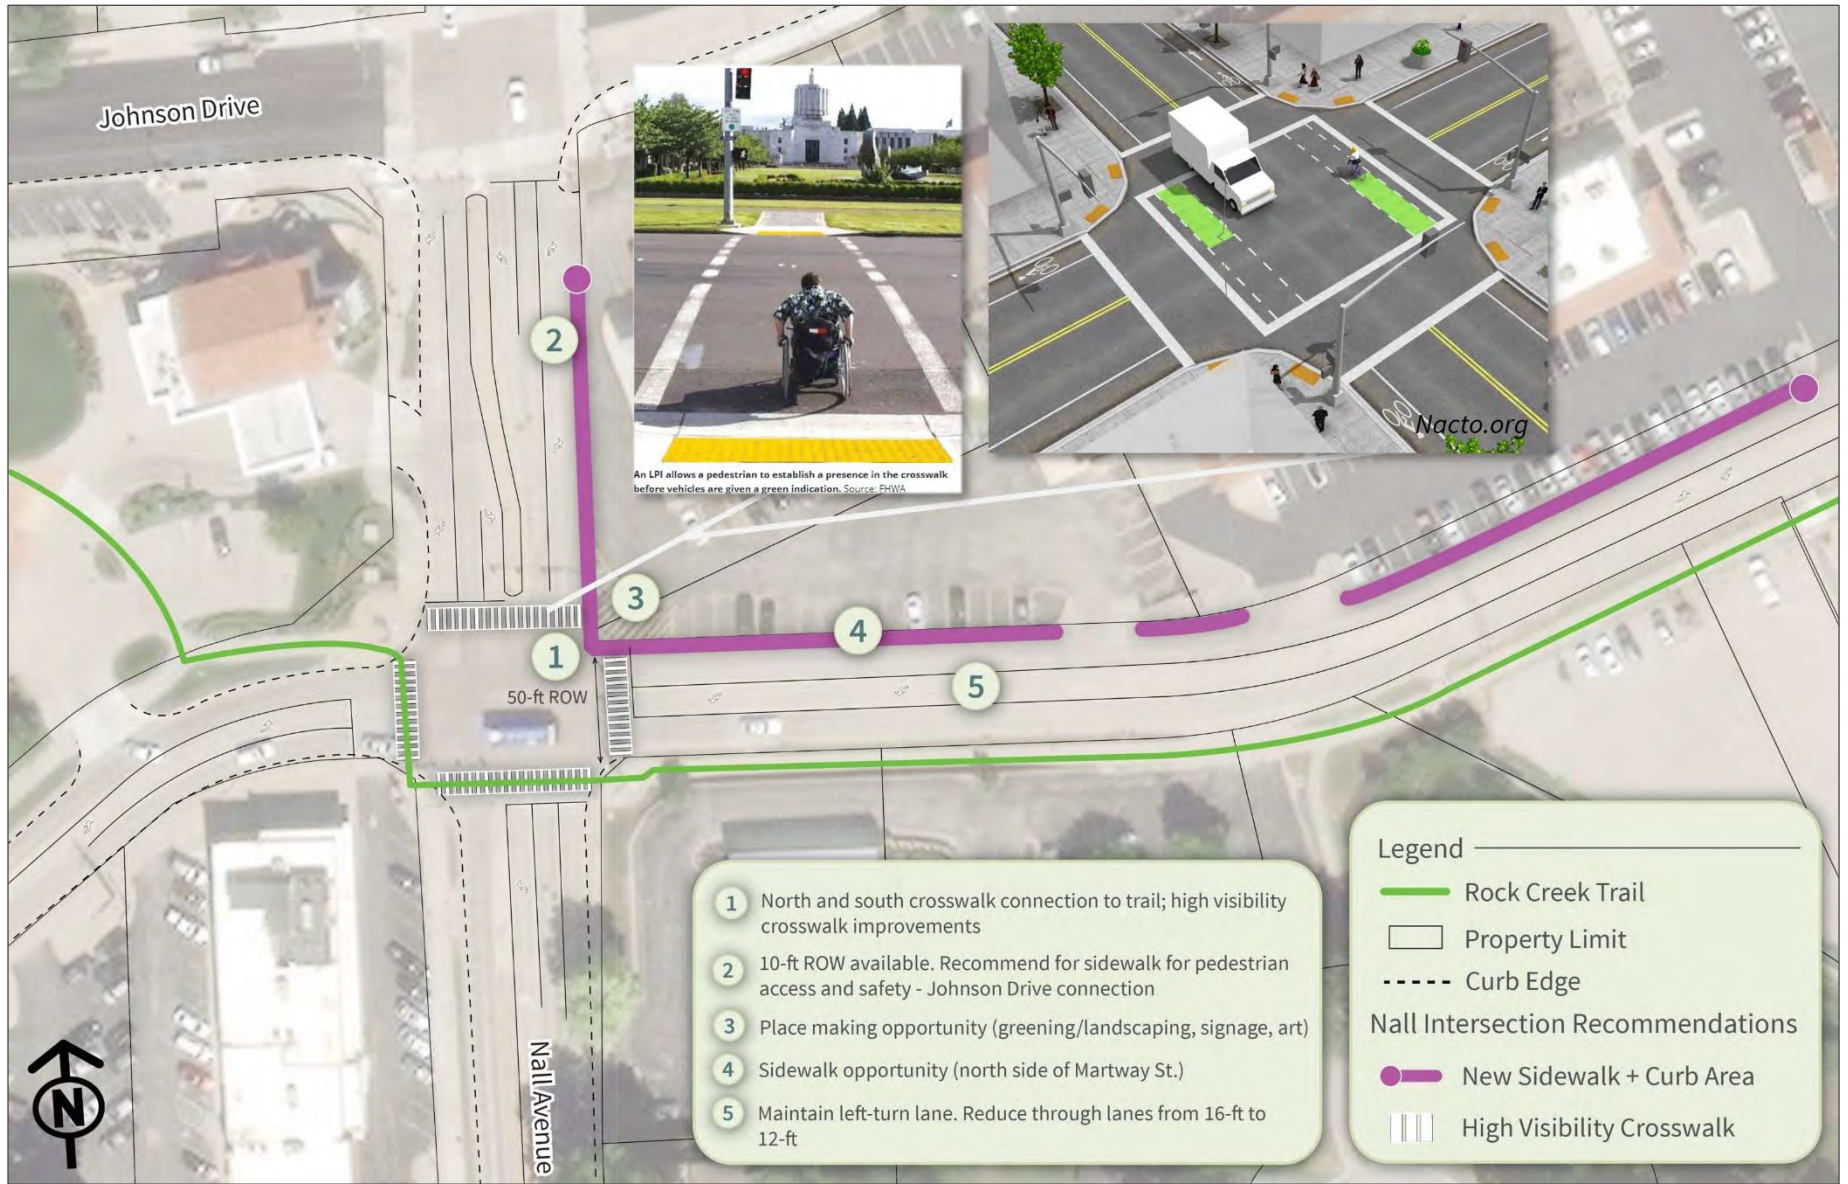 Johnson Drive
An LPI allows a pedestrian to establish a presence in the crosswalk
before vehicles are given a green indication. Source: FHWA
Nacto.org
2
3
1
4
5
50-ft ROW
Nall Avenue
N
1 North and south crosswalk connection to trail; high visibility
crosswalk improvements
2 10-ft ROW available. Recommend for sidewalk for pedestrian
access and safety - Johnson Drive connection
3 Place making opportunity (greening/landscaping, signage, art)
4 Sidewalk opportunity (north side of Martway St.)
5 Maintain left-turn lane. Reduce through lanes from 16-ft to
12-ft
Legend
Rock Creek Trail
Property Limit
Curb Edge
Nall Intersection Recommendations
New Sidewalk + Curb Area
High Visibility Crosswalk